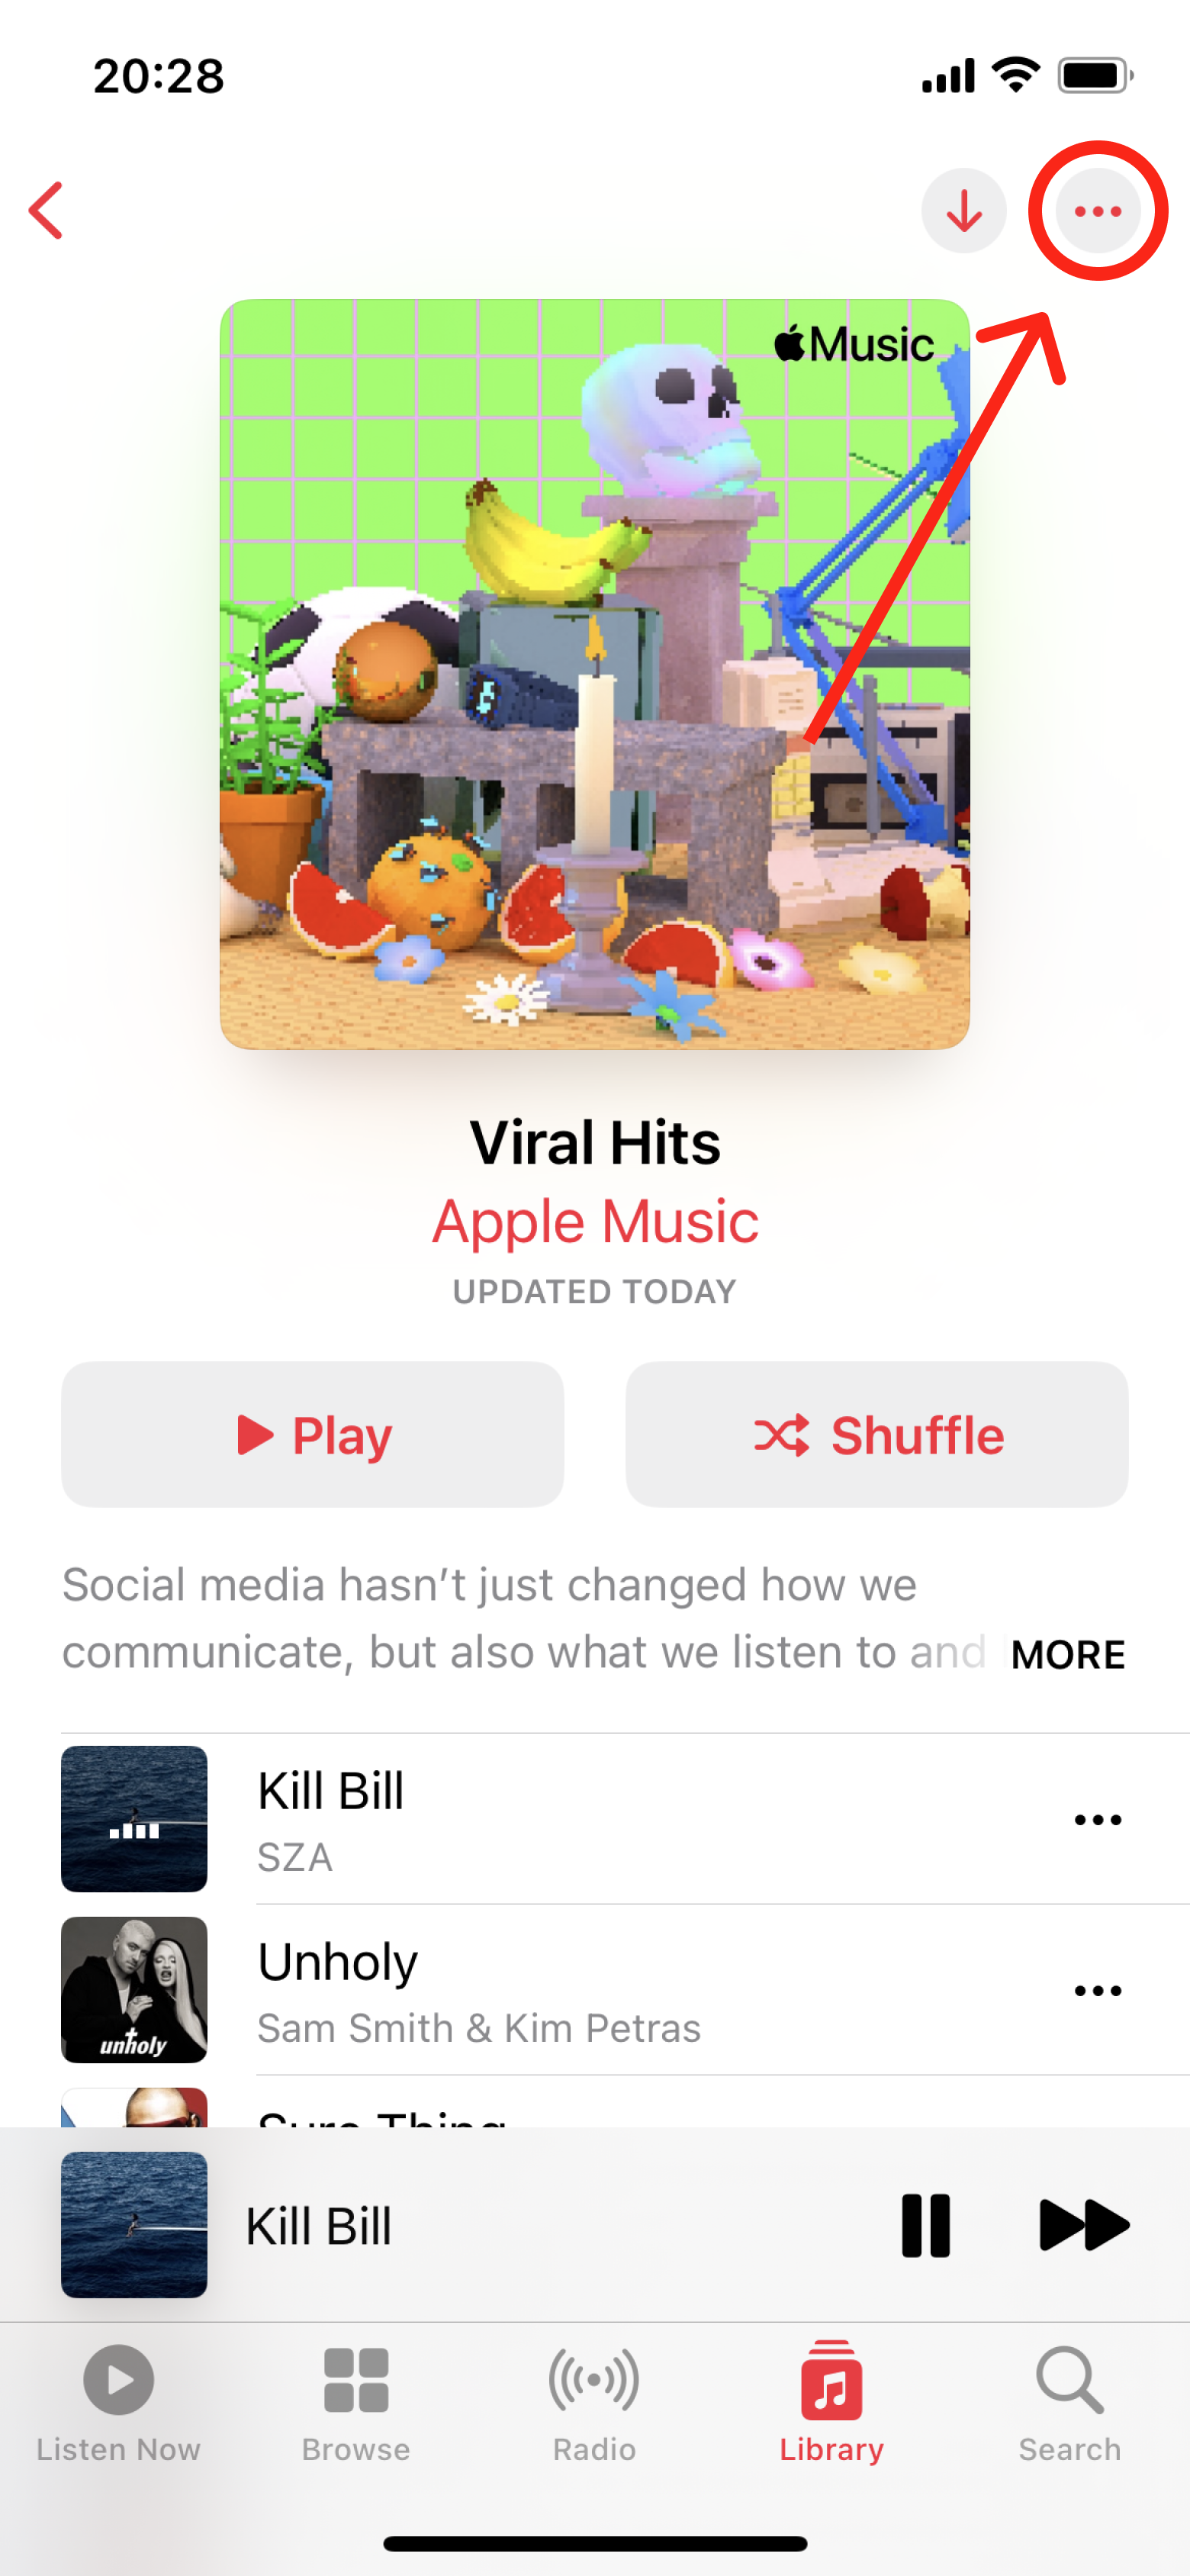 20:28
Music
Viral Hits
Apple Music
UPDATED TODAY
Play
Shuffle
Social media hasn’t just changed how we
communicate, but also what we listen to and MORE
Kill Bill
SZA
unholy
Unholy
Sam Smith & Kim Petras
Sure Thing
Kill Bill
Listen Now
Browse
Radio
Library
Search